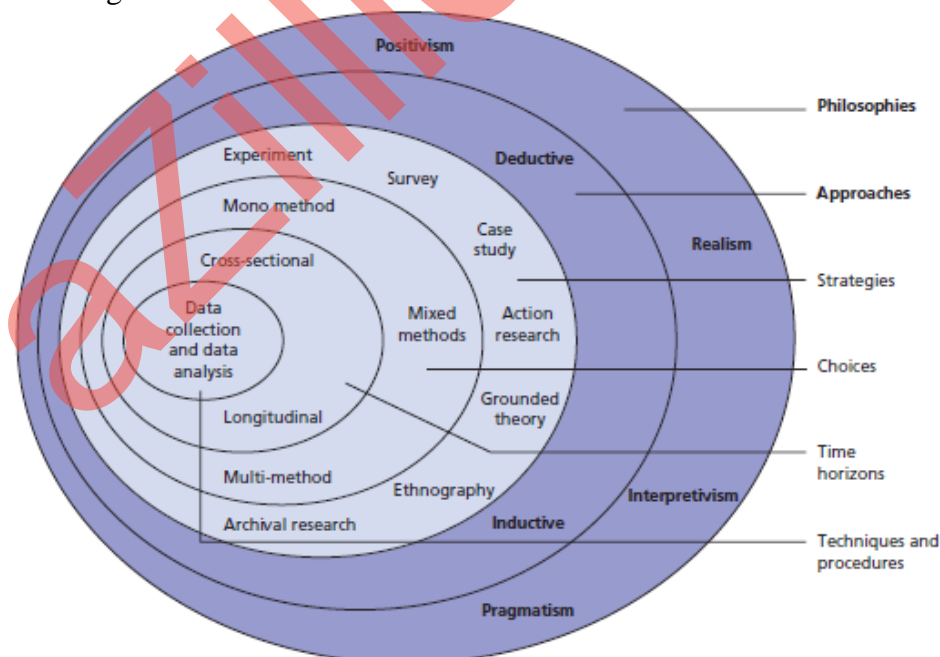 Positivism
Philosophies
Experiment
Deductive
Survey
Approaches
Mono method
Case
study
Realism
Cross-sectional
Strategies
Data
collection
and data
analysis
Mixed
methods
Action
research
Choices
Grounded
theory
Longitudinal
Time
horizons
Multi-method
Ethnography
Interpretivism
Archival research
Inductive
Techniques and
procedures
Pragmatism